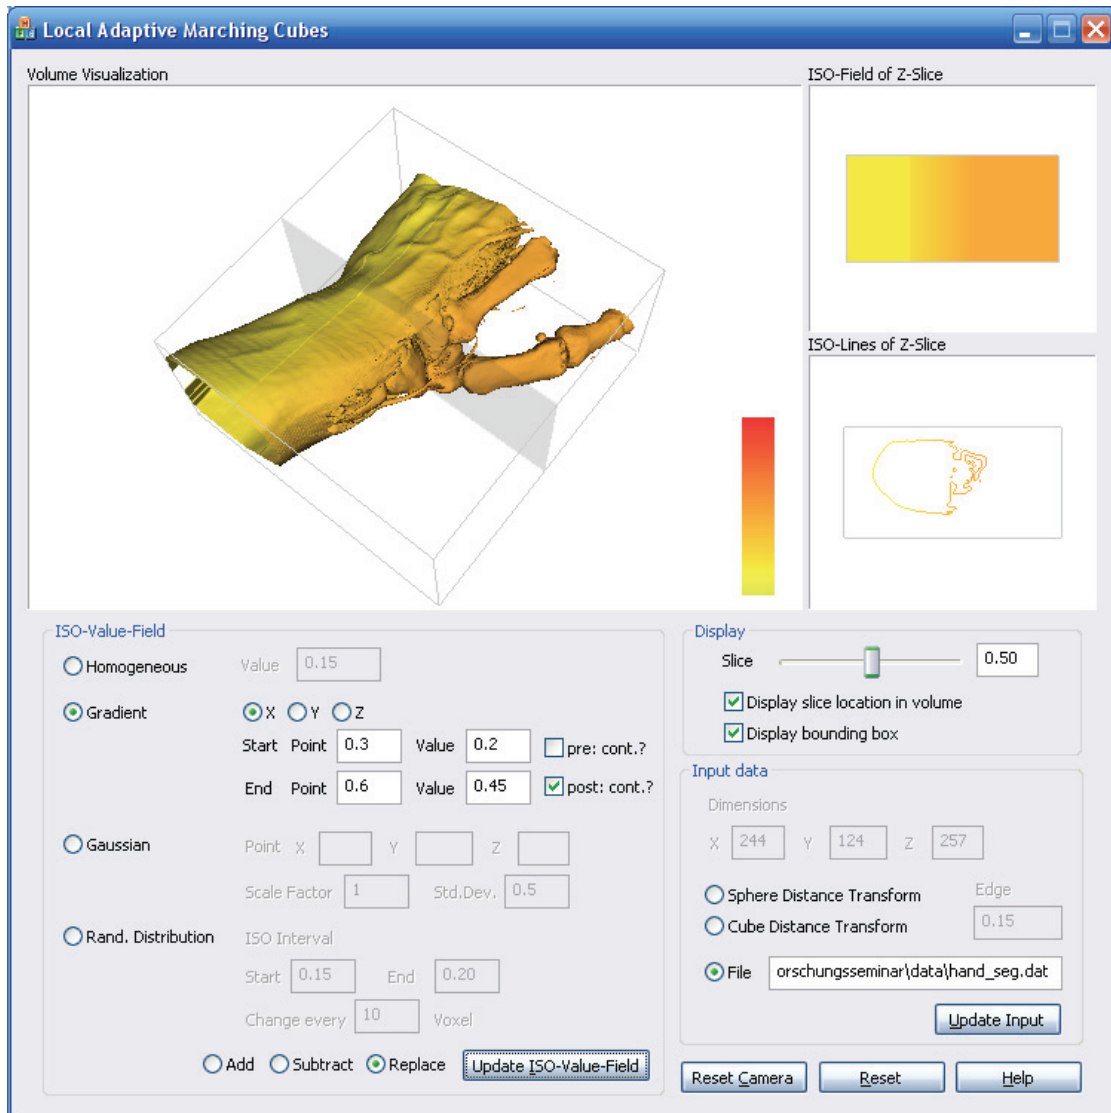 Local Adaptive Marching Cubes
Volume Visualization
ISO-Field of Z-Slice
ISO-Lines of Z-Slice
ISO-Value-Field
Homogeneous Value 0.15
Gradient X Y Z
Start Point 0.3 Value 0.2 pre: cont.?
End Point 0.6 Value 0.45 post: cont.?
Gaussian Point X Y Z
Scale Factor 1 Std.Dev. 0.5
Rand. Distribution ISO Interval
Start 0.15 End 0.20
Change every 10 Voxel
Add Subtract Replace Update ISO-Value-Field
Display
Slice 0.50
Display slice location in volume
Display bounding box
Input data
Dimensions
X 244 Y 124 Z 257
Sphere Distance Transform Edge
Cube Distance Transform 0.15
File orschungsseminar\data\hand_seg.dat
Update Input
Reset Camera Reset Help